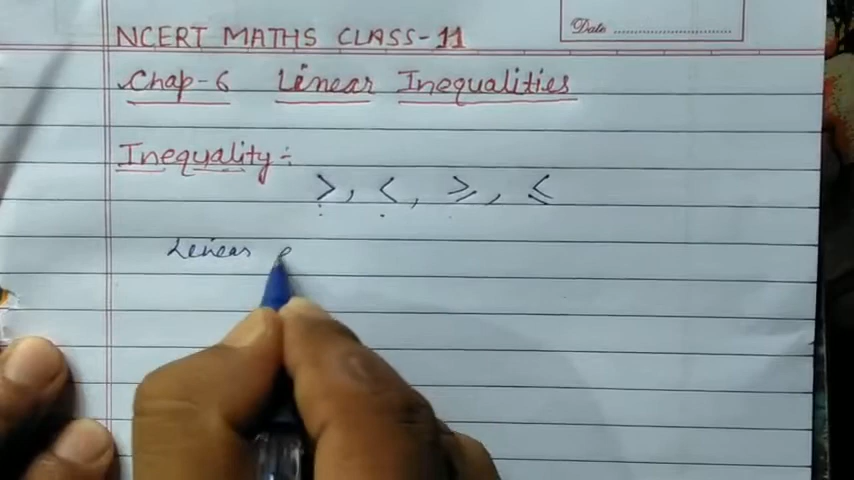 Date ..............................
NCERT MATHS CLASS-11
Chap-6 Linear Inequalities
Inequality :-
>, <, ≥, ≤
Linear e